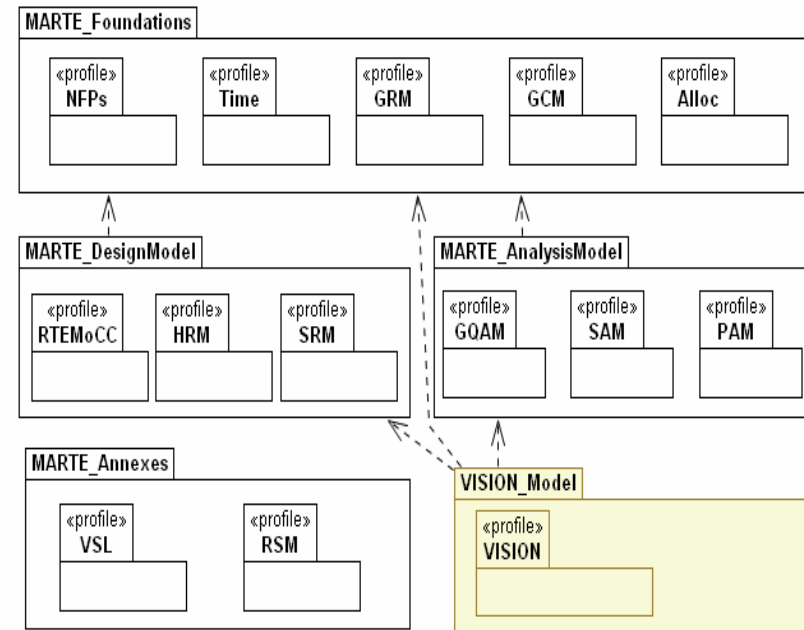 MARTE_Foundations
«profile» «profile» «profile» «profile» «profile»
NFPs Time GRM GCM Alloc
MARTE_DesignModel MARTE_AnalysisModel
«profile» «profile» «profile» «profile» «profile» «profile»
RTEMoCC HRM SRM GQAM SAM PAM
MARTE_Annexes
VISION_Model
«profile» «profile» «profile»
VSL RSM VISION